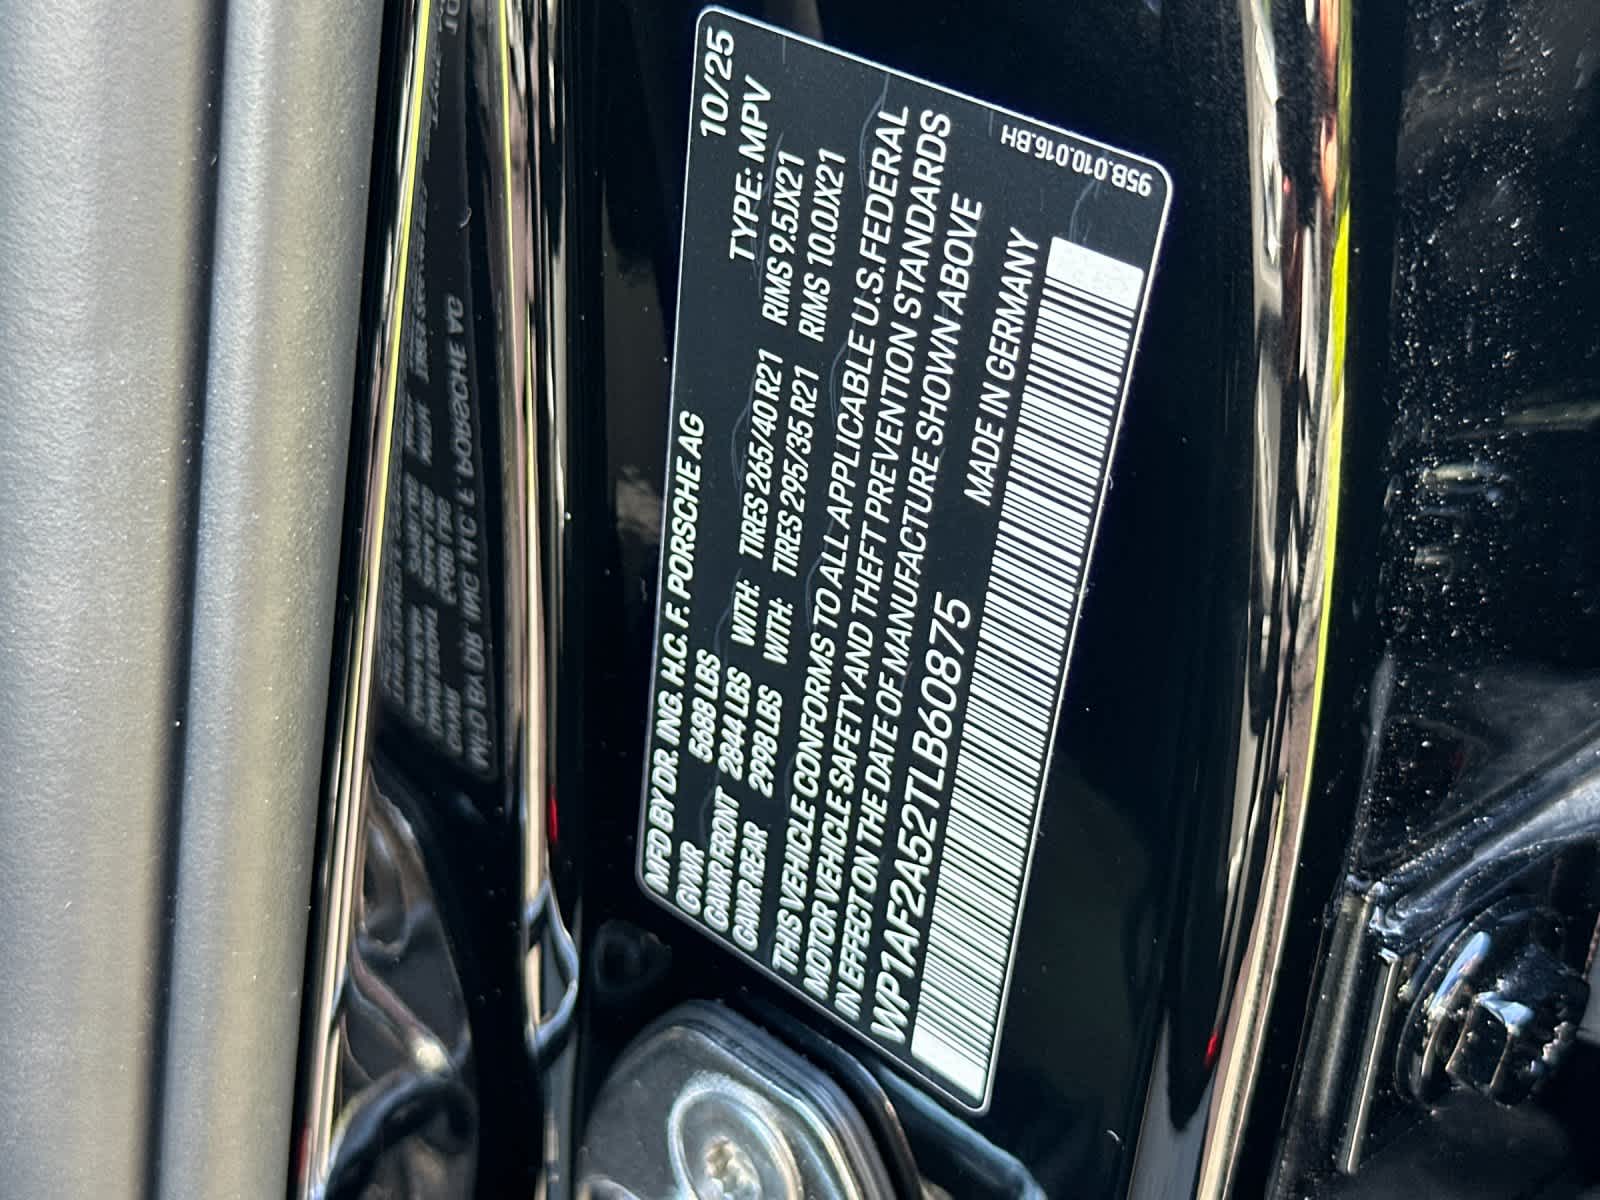 MFD BY DR. ING. H.C. F. PORSCHE AG 10/25
GVWR 5688 LBS TYPE: MPV
GAWR FRONT 2844 LBS WITH: TIRES 265/40 R21 RIMS 9.5JX21
GAWR REAR 2998 LBS WITH: TIRES 295/35 R21 RIMS 10.0JX21
THIS VEHICLE CONFORMS TO ALL APPLICABLE U.S. FEDERAL
MOTOR VEHICLE SAFETY AND THEFT PREVENTION STANDARDS
IN EFFECT ON THE DATE OF MANUFACTURE SHOWN ABOVE
WP1AF2A52TLB60875 MADE IN GERMANY
95B.010.016.BH